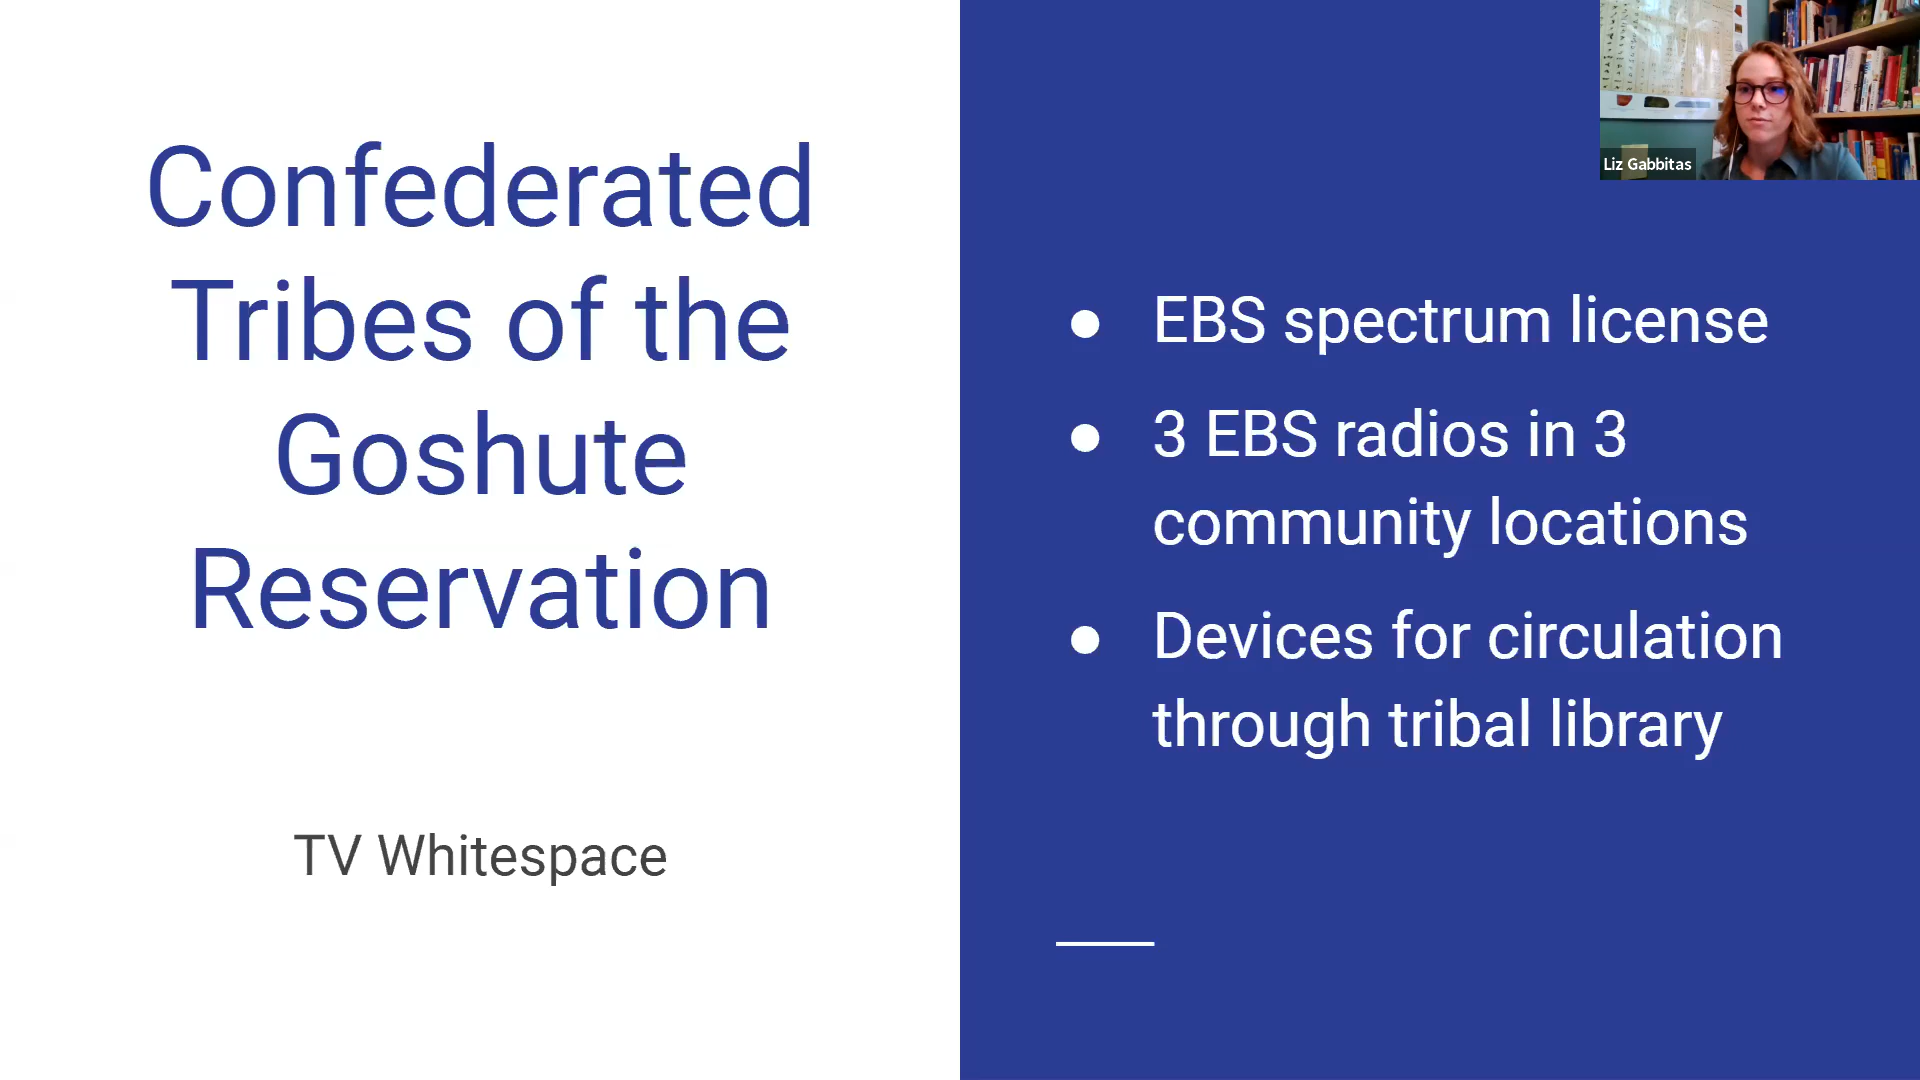 Confederated
Tribes of the
Goshute
Reservation
TV Whitespace
● EBS spectrum license
● 3 EBS radios in 3
community locations
● Devices for circulation
through tribal library
Liz Gabbitas